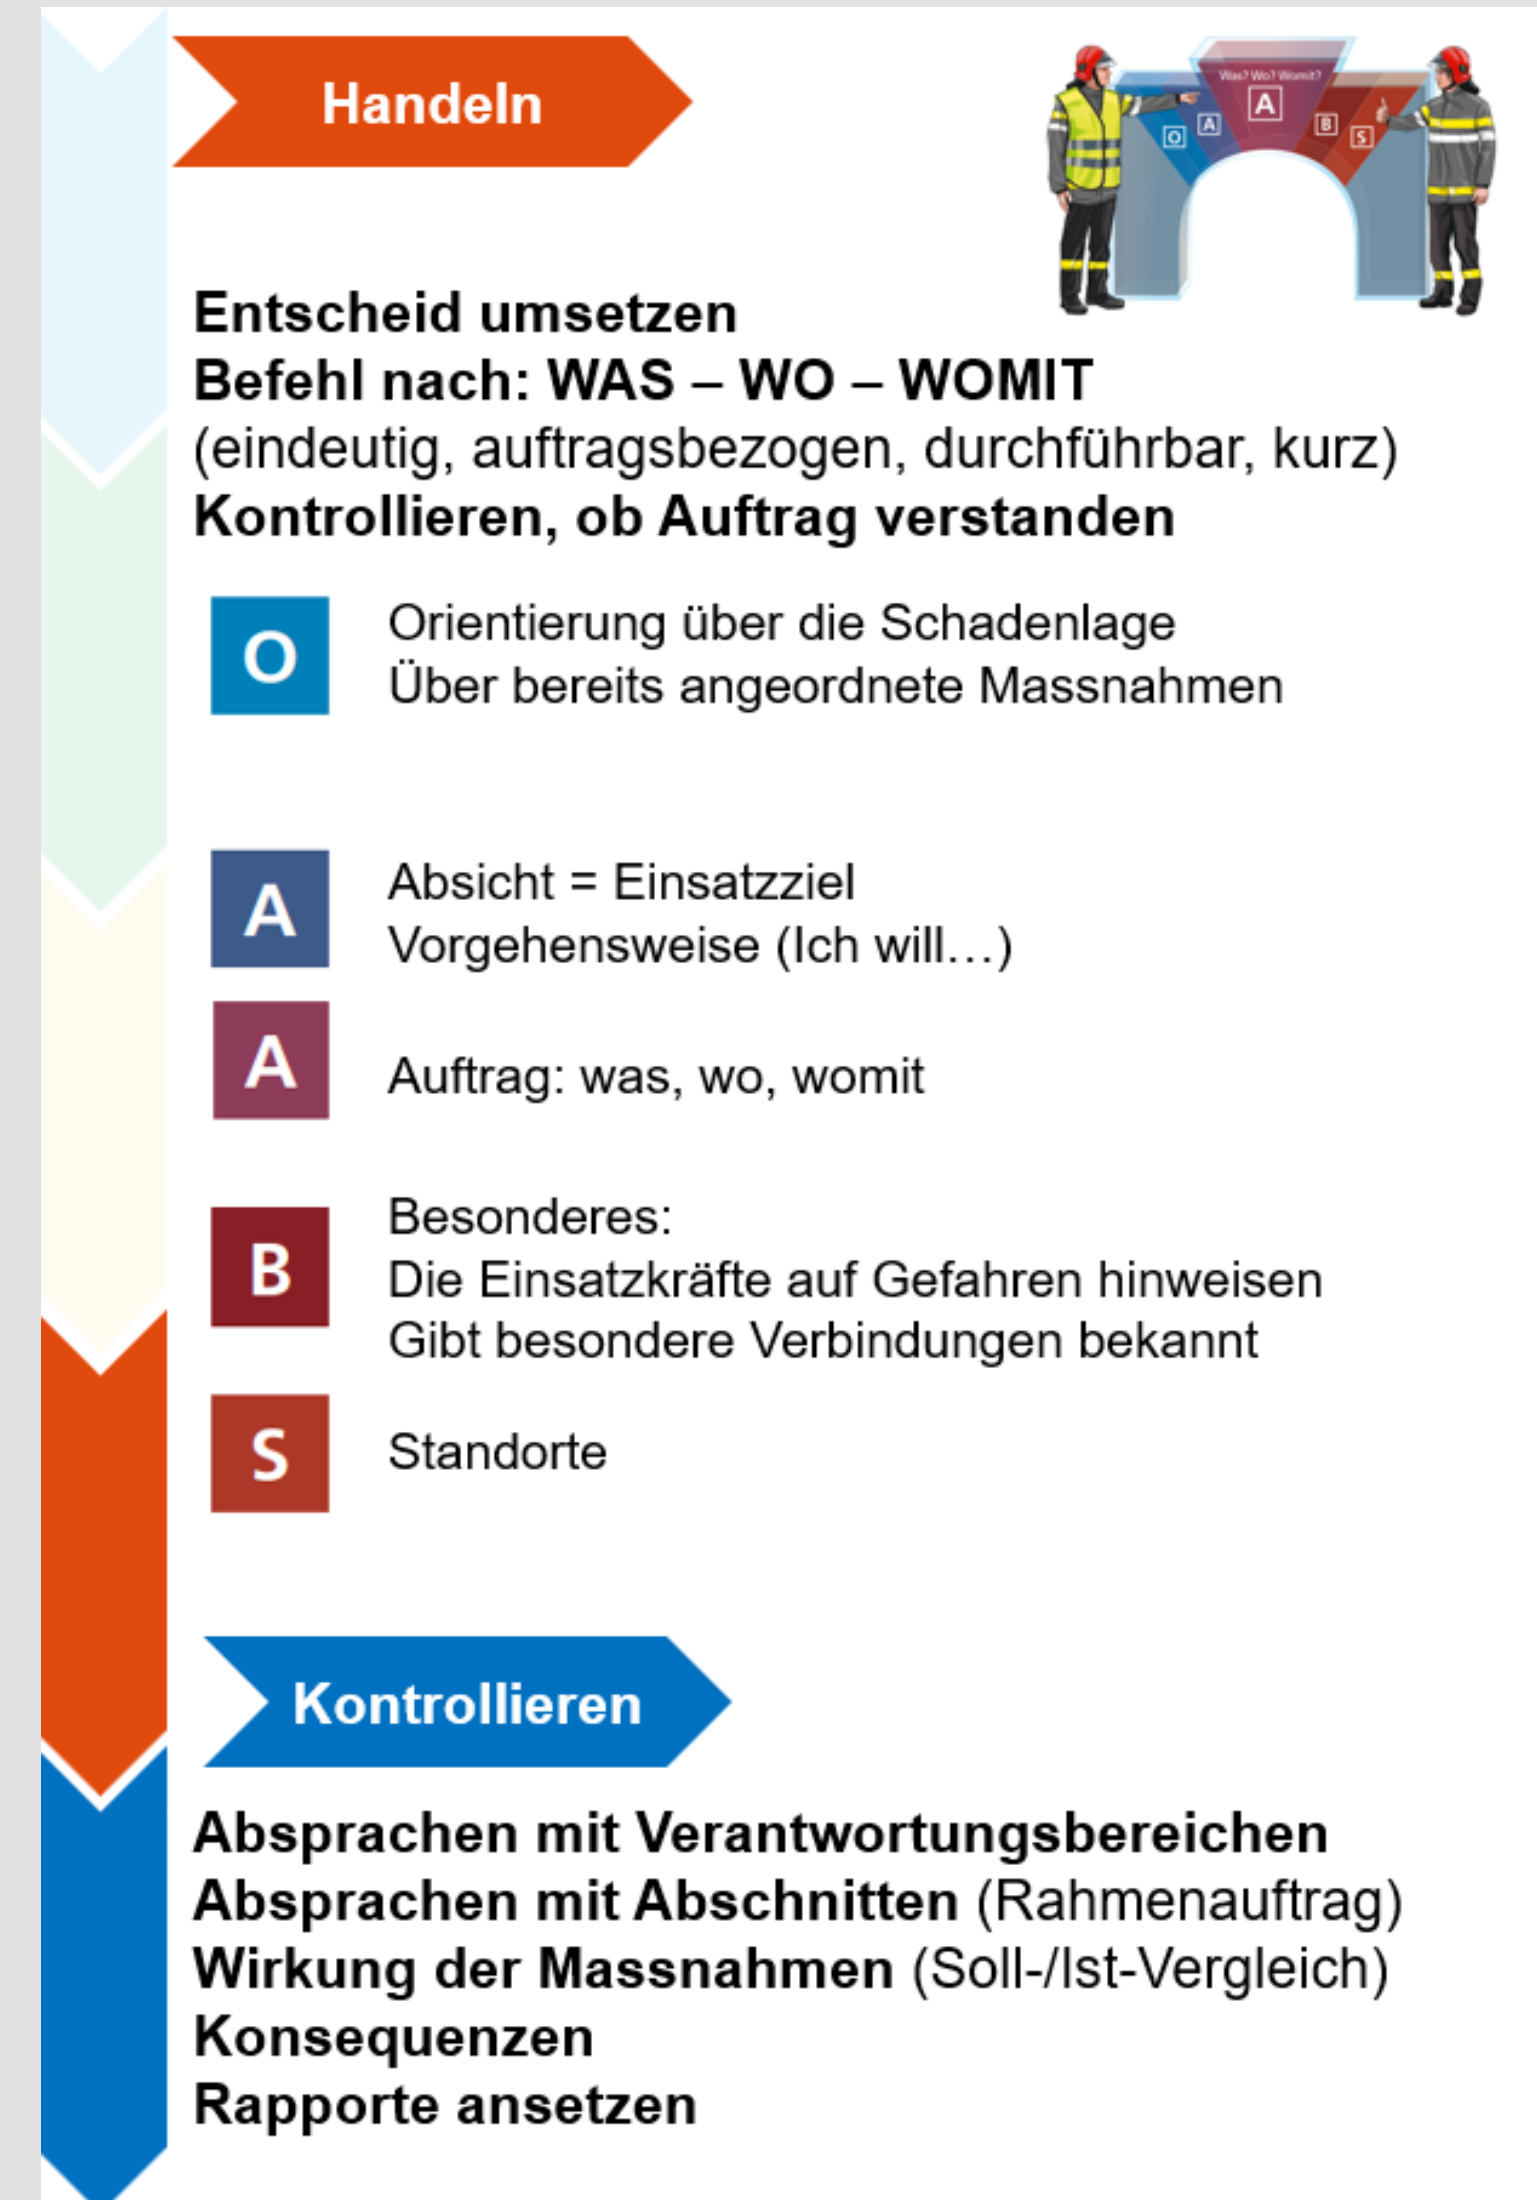 Handeln
Was? Wo? Womit?
O
A
A
B
S
Entscheid umsetzen
Befehl nach: WAS – WO – WOMIT
(eindeutig, auftragsbezogen, durchführbar, kurz)
Kontrollieren, ob Auftrag verstanden
O
Orientierung über die Schadenlage
Über bereits angeordnete Massnahmen
A
Absicht = Einsatzziel
Vorgehensweise (Ich will…)
A
Auftrag: was, wo, womit
B
Besonderes:
Die Einsatzkräfte auf Gefahren hinweisen
Gibt besondere Verbindungen bekannt
S
Standorte
Kontrollieren
Absprachen mit Verantwortungsbereichen
Absprachen mit Abschnitten (Rahmenauftrag)
Wirkung der Massnahmen (Soll-/Ist-Vergleich)
Konsequenzen
Rapporte ansetzen